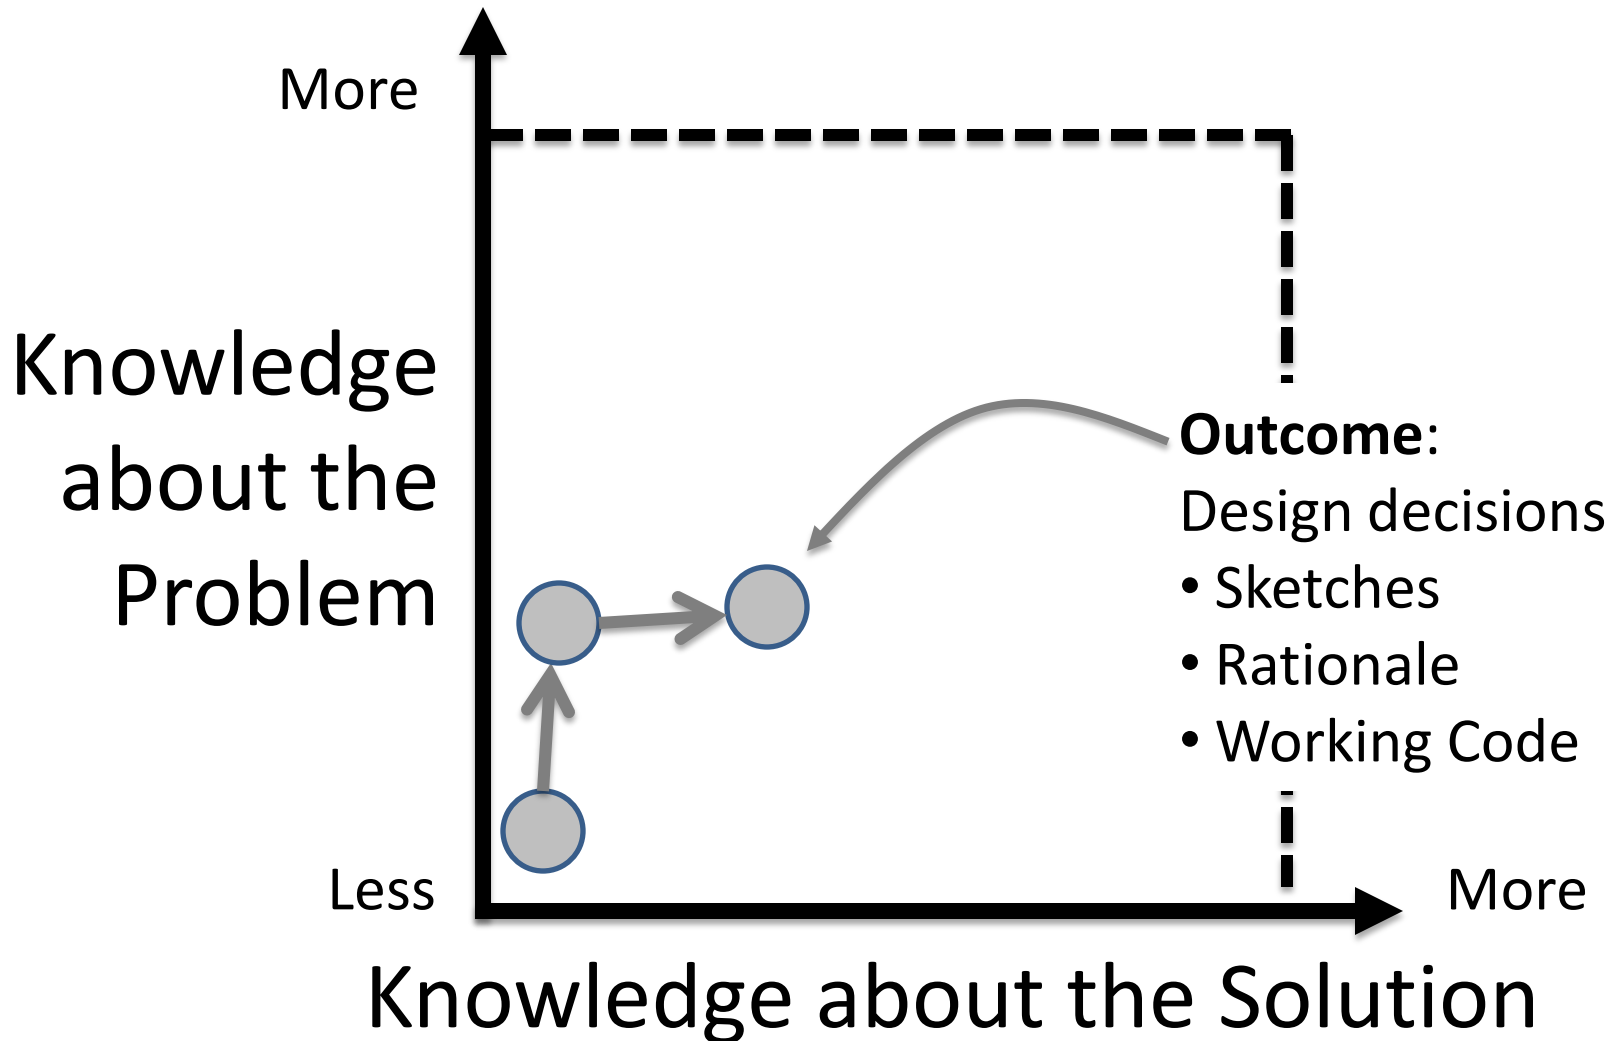 More
Knowledge
about the
Problem
Outcome:
Design decisions
• Sketches
• Rationale
• Working Code
Less
More
Knowledge about the Solution